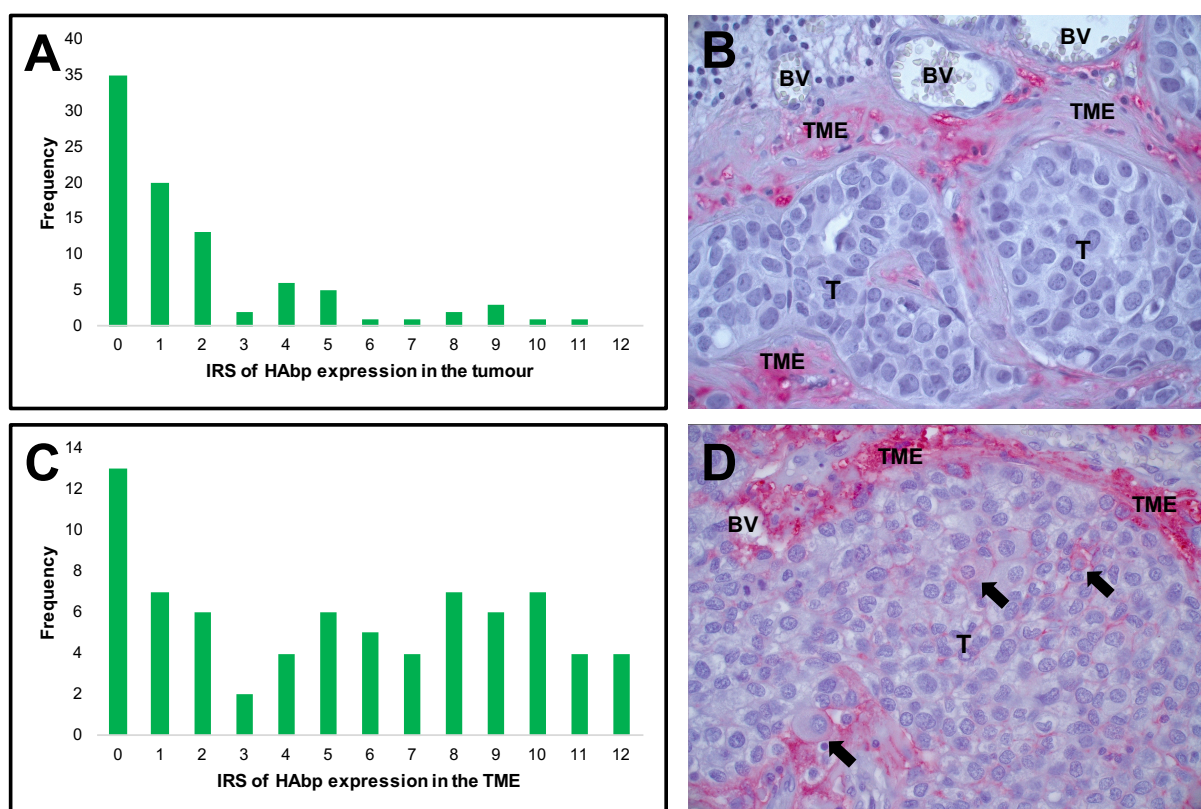 A
Frequency
40
35
30
25
20
15
10
5
0
0 1 2 3 4 5 6 7 8 9 10 11 12
IRS of HAbp expression in the tumour
B
BV
BV
BV
TME
TME
T
T
TME
C
Frequency
14
12
10
8
6
4
2
0
0 1 2 3 4 5 6 7 8 9 10 11 12
IRS of HAbp expression in the TME
D
TME
TME
BV
T